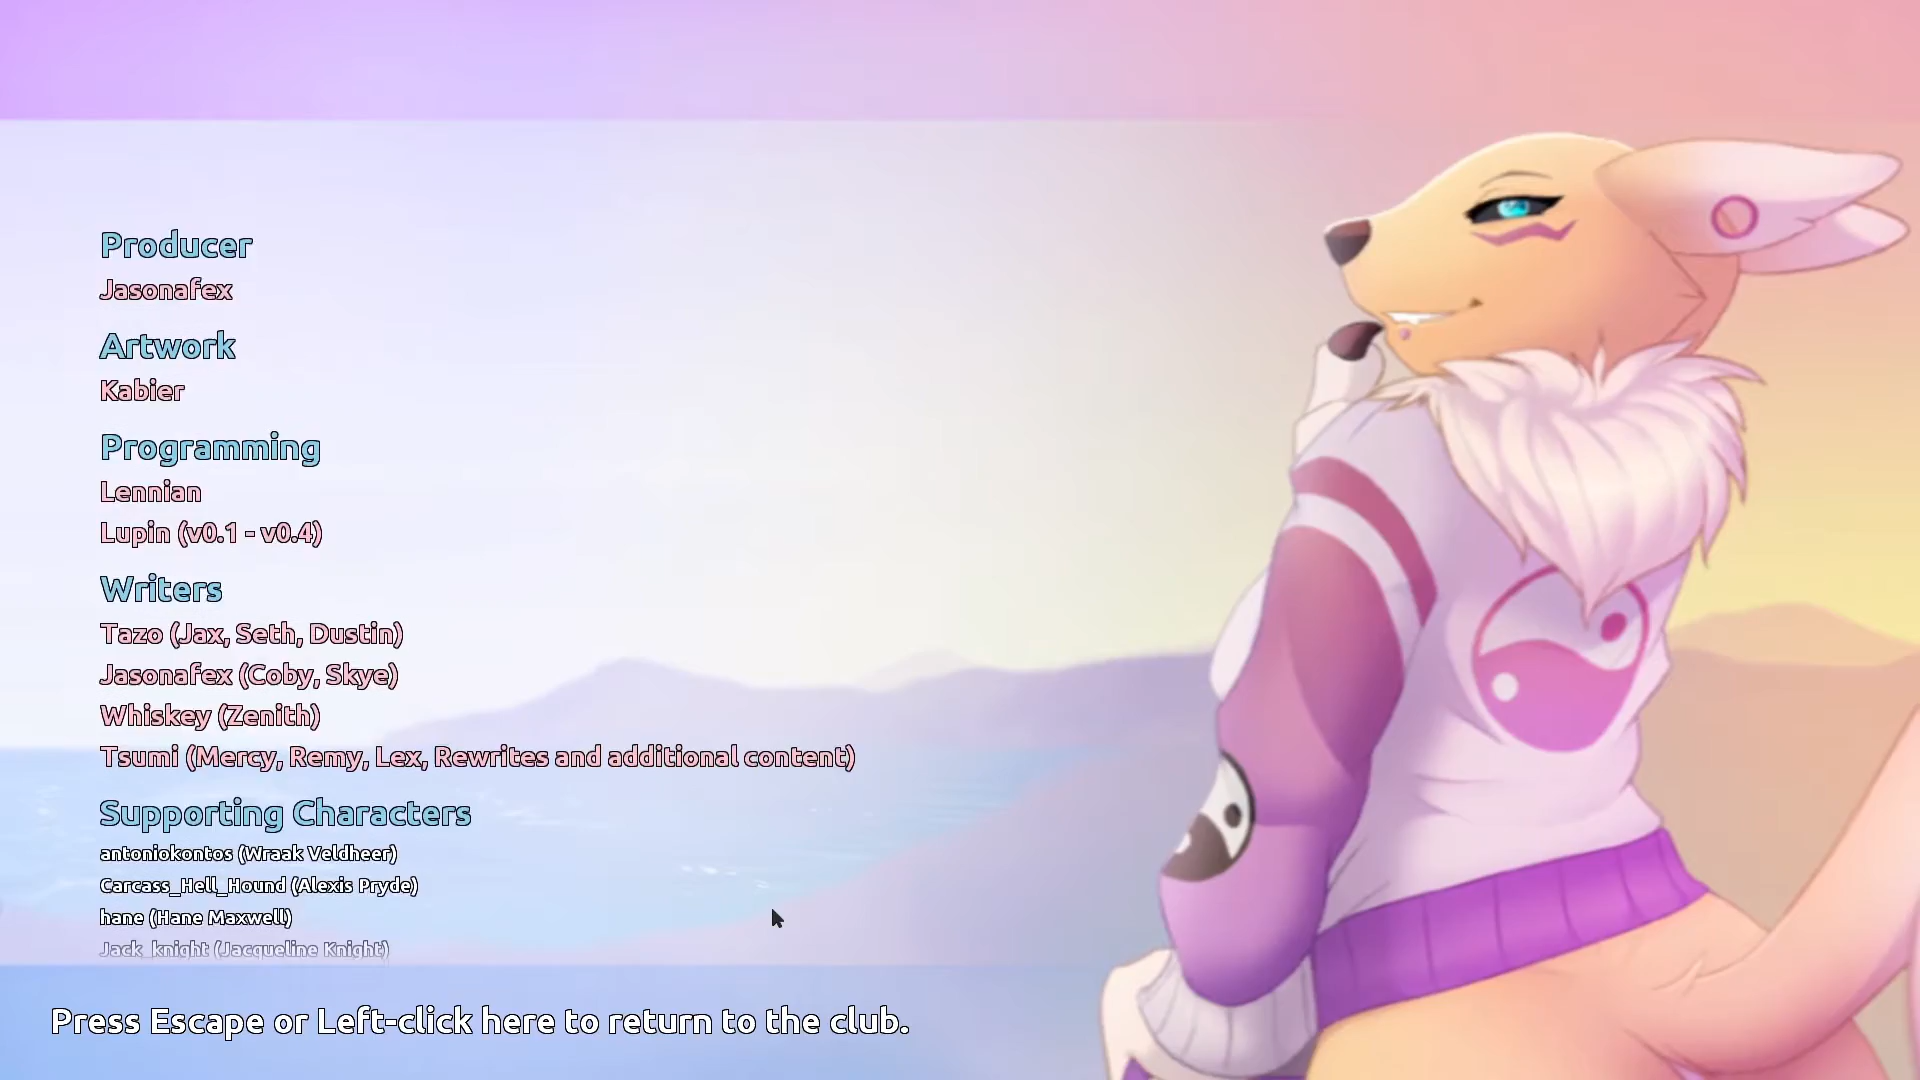 Producer
Jasonafex
Artwork
Kabier
Programming
Lennian
Lupin (v0.1 - v0.4)
Writers
Tazo (Jax, Seth, Dustin)
Jasonafex (Coby, Skye)
Whiskey (Zenith)
Tsumi (Mercy, Remy, Lex, Rewrites and additional content)
Supporting Characters
antoniokontos (Wraak Veldheer)
Carcass_Hell_Hound (Alexis Pryde)
hane (Hane Maxwell)
Jack_knight (Jacqueline Knight)
Press Escape or Left-click here to return to the club.